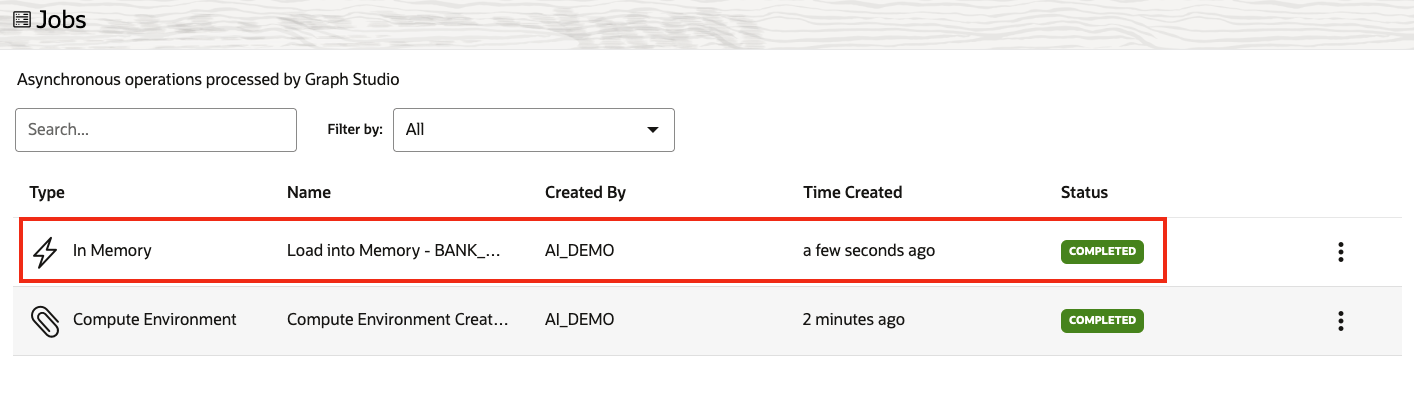 Jobs
Asynchronous operations processed by Graph Studio
Search...
Filter by:
All
Type Name Created By Time Created Status
In Memory Load into Memory - BANK_... AI_DEMO a few seconds ago COMPLETED
Compute Environment Compute Environment Creat... AI_DEMO 2 minutes ago COMPLETED